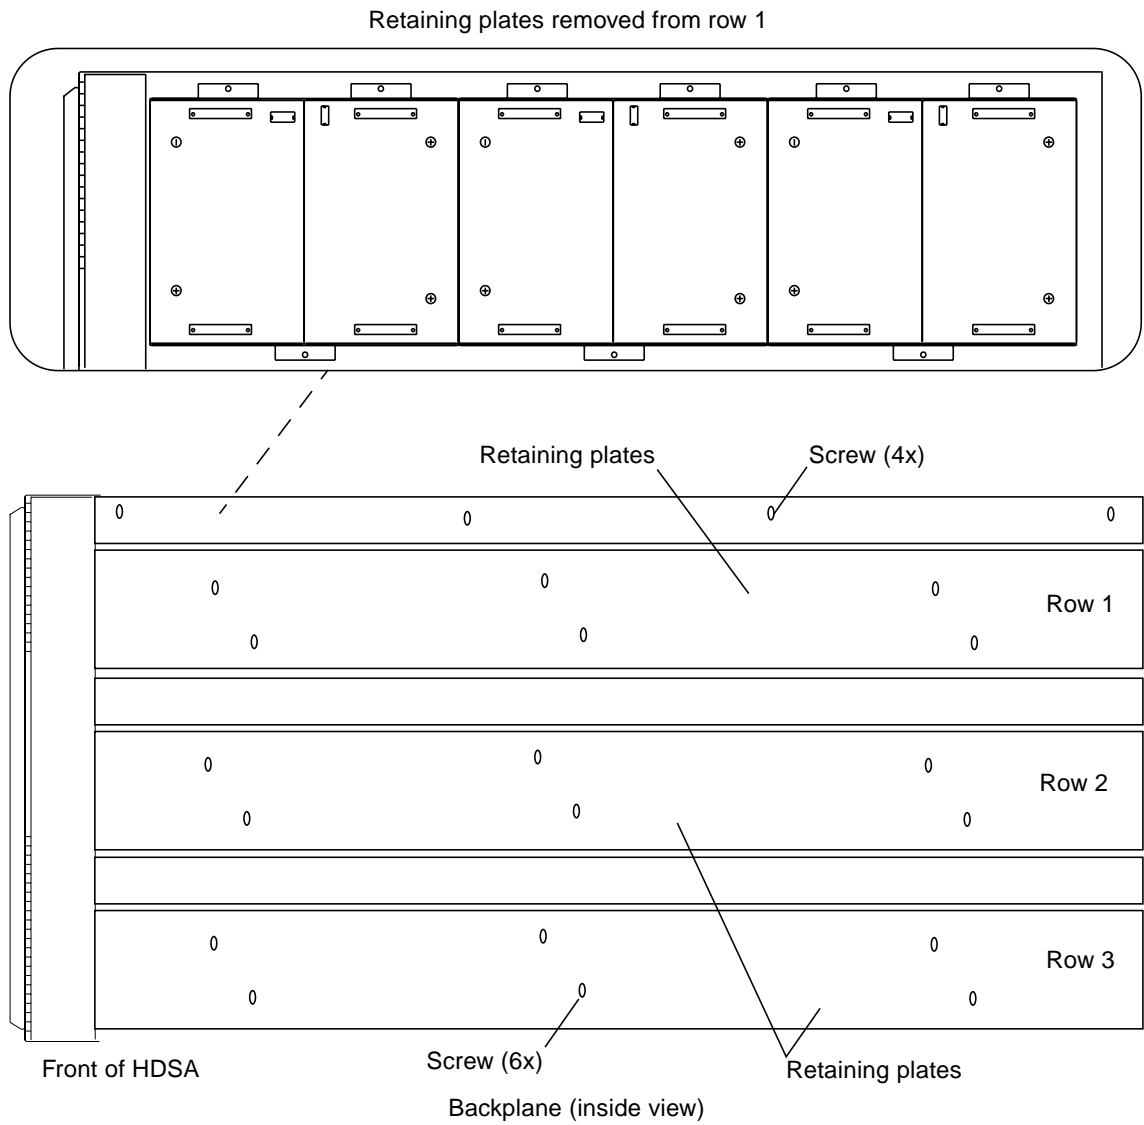 Retaining plates removed from row 1
Retaining plates
Screw (4x)
Row 1
Row 2
Row 3
Front of HDSA
Screw (6x)
Retaining plates
Backplane (inside view)